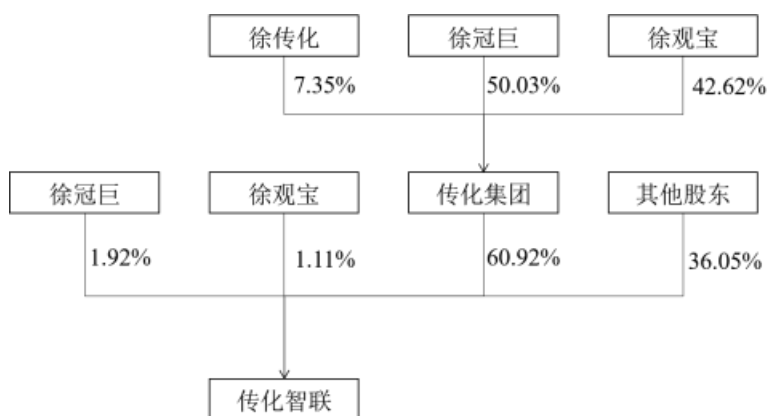 徐传化 徐冠巨 徐观宝
7.35% 50.03% 42.62%
徐冠巨 徐观宝 传化集团 其他股东
1.92% 1.11% 60.92% 36.05%
传化智联